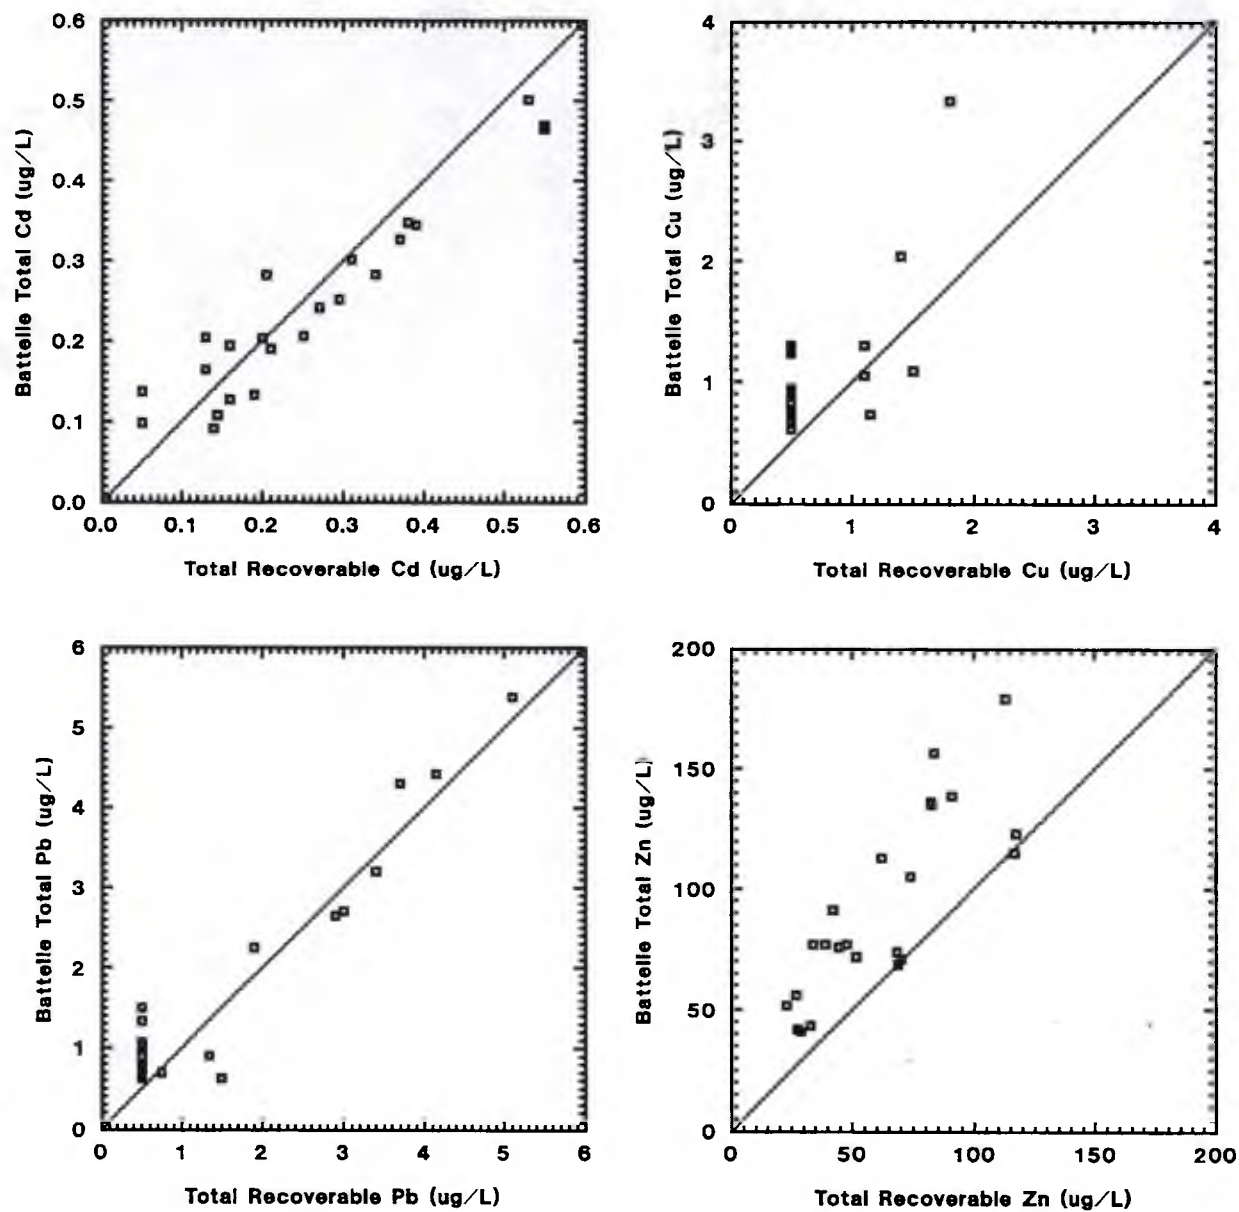 0.6
0.5
0.4
0.3
0.2
0.1
0.0
Battelle Total Cd (ug/L)
0.0 0.1 0.2 0.3 0.4 0.5 0.6
Total Recoverable Cd (ug/L)
4
3
2
1
0
Battelle Total Cu (ug/L)
0 1 2 3 4
Total Recoverable Cu (ug/L)
6
5
4
3
2
1
0
Battelle Total Pb (ug/L)
0 1 2 3 4 5 6
Total Recoverable Pb (ug/L)
200
150
100
50
0
Battelle Total Zn (ug/L)
0 50 100 150 200
Total Recoverable Zn (ug/L)